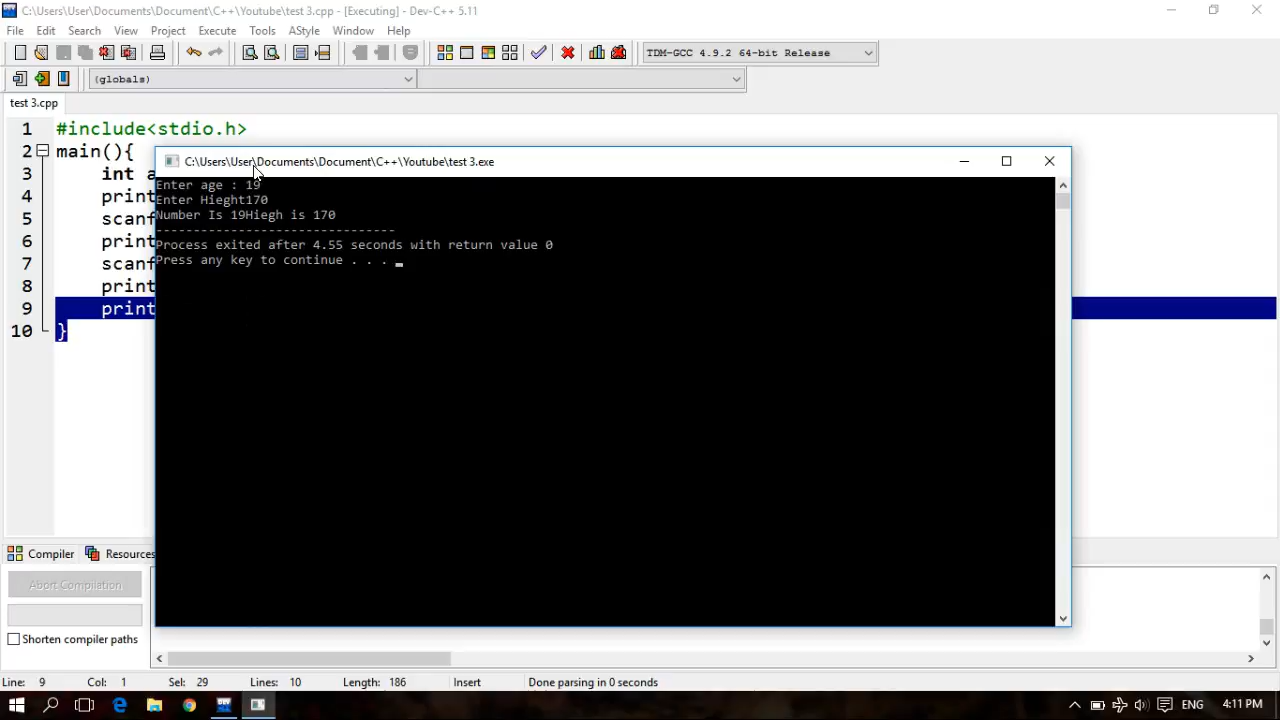 C:\Users\User\Documents\Document\C++\Youtube\test 3.cpp - [Executing] - Dev-C++ 5.11
File Edit Search View Project Execute Tools AStyle Window Help
TDM-GCC 4.9.2 64-bit Release
(globals)
test 3.cpp
1 #include<stdio.h>
2 main(){
3 int a
4 print
5 scanf
6 print
7 scanf
8 print
9 print
10 }
C:\Users\User\Documents\Document\C++\Youtube\test 3.exe
Enter age : 19
Enter Hieght170
Number Is 19Hiegh is 170
--------------------------------
Process exited after 4.55 seconds with return value 0
Press any key to continue . . . _
Compiler Resources
Abort Compilation
Shorten compiler paths
Line: 9 Col: 1 Sel: 29 Lines: 10 Length: 186 Insert Done parsing in 0 seconds
DEV ENG 4:11 PM